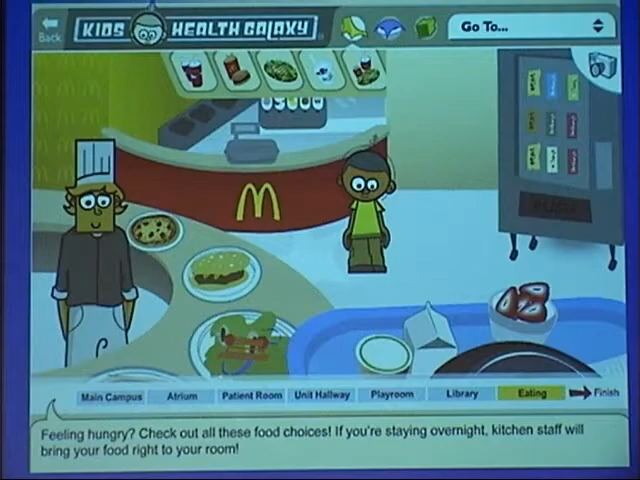 Back
KIDS HEALTH GALAXY
Go To...
M
Main Campus Atrium Patient Room Unit Hallway Playroom Library Eating Finish
Feeling hungry? Check out all these food choices! If you're staying overnight, kitchen staff will
bring your food right to your room!